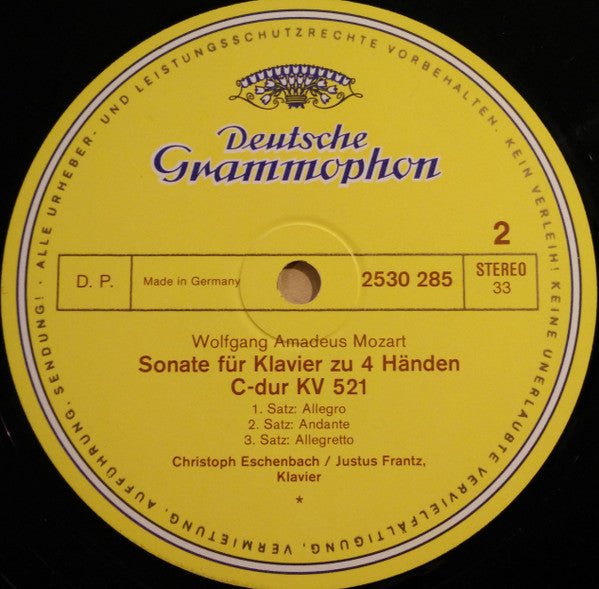 · ALLE URHEBER- UND LEISTUNGSSCHUTZRECHTE VORBEHALTEN. KEIN VERLEIH! KEINE UNERLAUBTE VERVIELFÄLTIGUNG, VERMIETUNG, AUFFÜHRUNG, SENDUNG!
Deutsche
Grammophon
2
D. P.
Made in Germany
2530 285
STEREO
33
Wolfgang Amadeus Mozart
Sonate für Klavier zu 4 Händen
C-dur KV 521
1. Satz: Allegro
2. Satz: Andante
3. Satz: Allegretto
Christoph Eschenbach / Justus Frantz,
Klavier
*